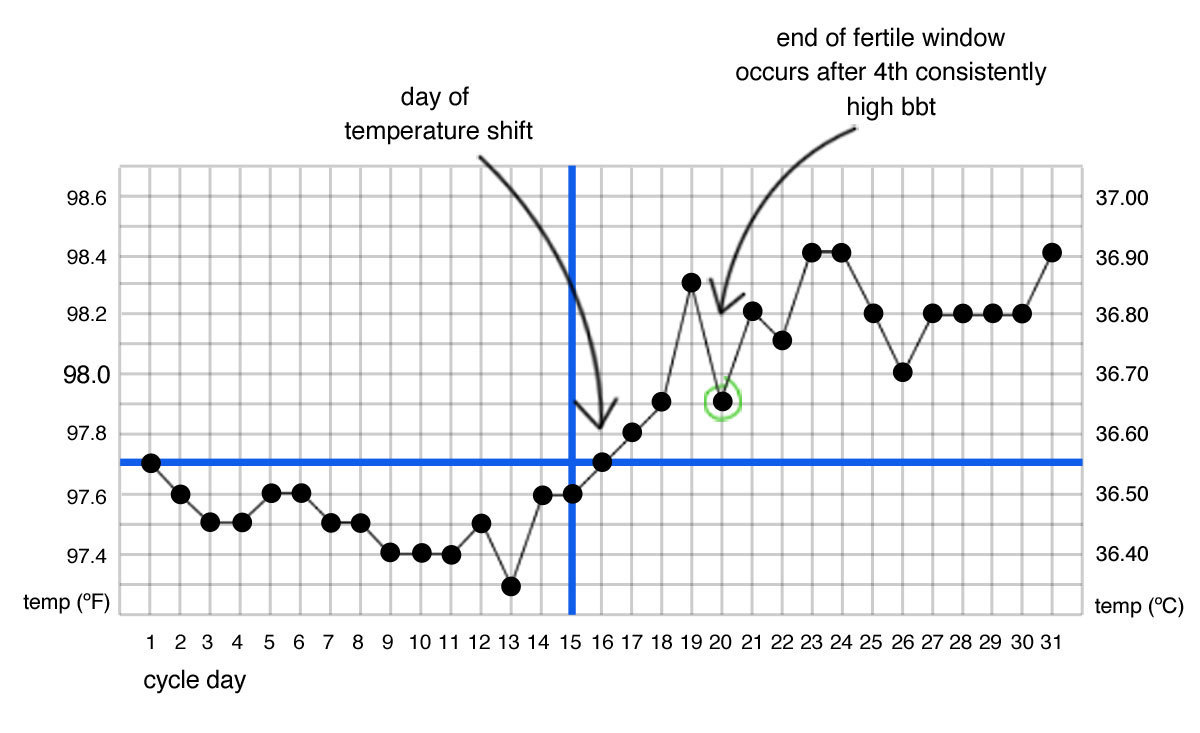 end of fertile window
occurs after 4th consistently
high bbt
day of
temperature shift
98.6 37.00
98.4 36.90
98.2 36.80
98.0 36.70
97.8 36.60
97.6 36.50
97.4 36.40
temp (ºF) temp (ºC)
1 2 3 4 5 6 7 8 9 10 11 12 13 14 15 16 17 18 19 20 21 22 23 24 25 26 27 28 29 30 31
cycle day